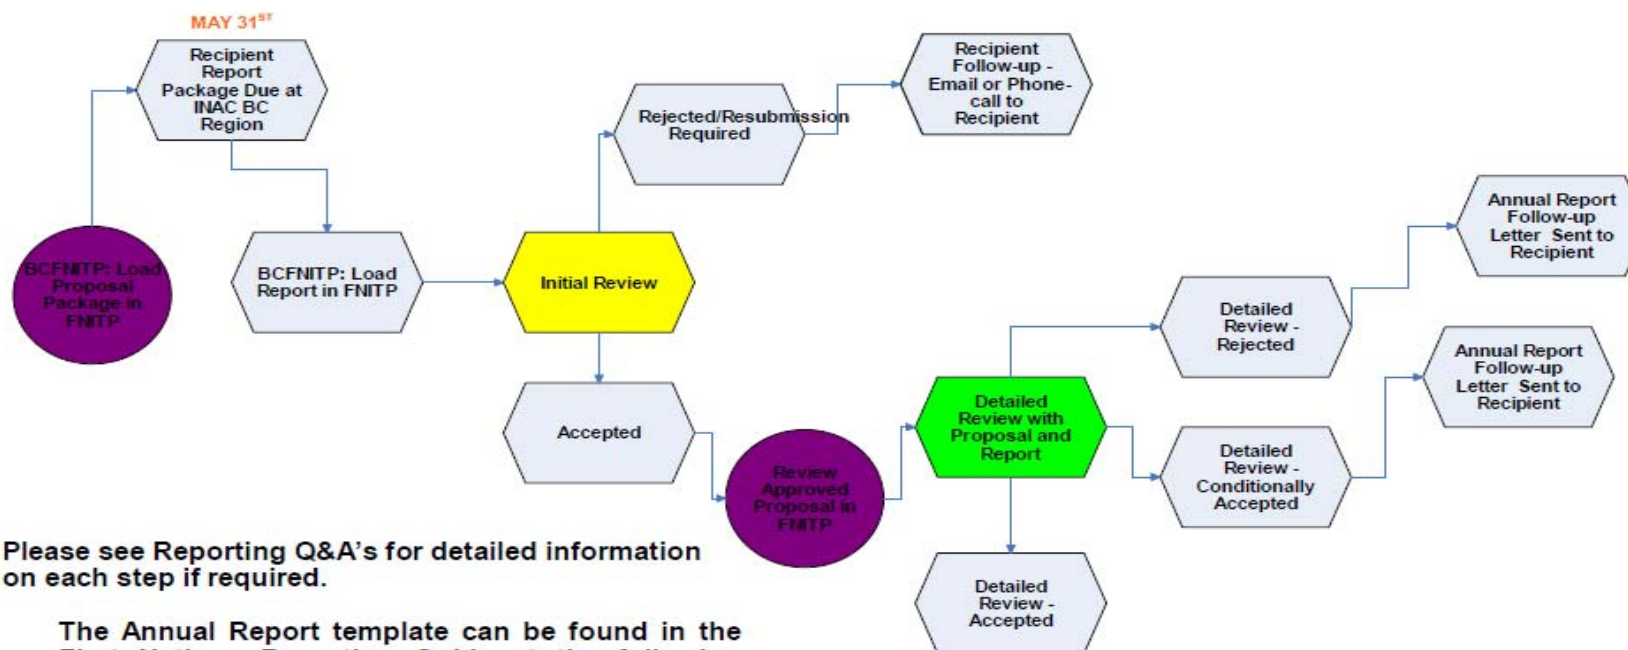 MAY 31ST
Recipient
Report
Package Due at
INAC BC
Region
Recipient
Follow-up -
Email or Phone-
call to
Recipient
Rejected/Resubmission
Required
BCFNITP: Load
Proposal
Package in
FNITP
BCFNITP: Load
Report in FNITP
Initial Review
Annual Report
Follow-up
Letter Sent to
Recipient
Detailed
Review -
Rejected
Annual Report
Follow-up
Letter Sent to
Recipient
Accepted
Detailed
Review with
Proposal and
Report
Review
Approved
Proposal in
FNITP
Detailed
Review -
Conditionally
Accepted
Detailed
Review -
Accepted
Please see Reporting Q&A's for detailed information
on each step if required.
The Annual Report template can be found in the